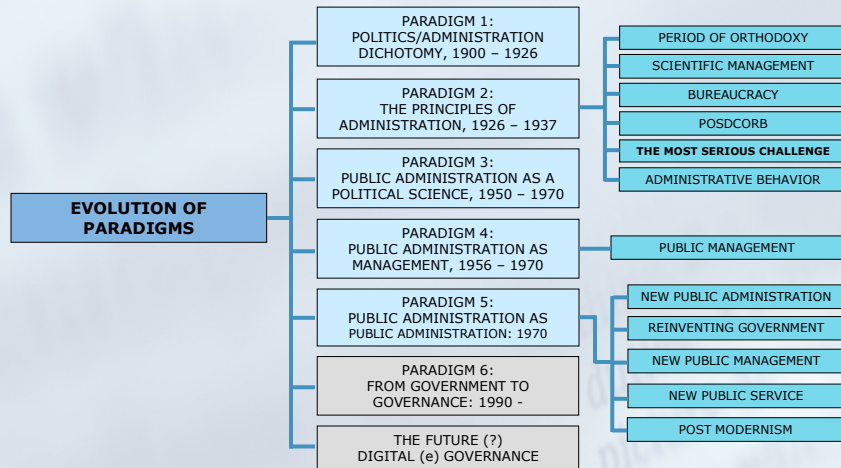 EVOLUTION OF
PARADIGMS
PARADIGM 1:
POLITICS/ADMINISTRATION
DICHOTOMY, 1900 – 1926
PARADIGM 2:
THE PRINCIPLES OF
ADMINISTRATION, 1926 – 1937
PERIOD OF ORTHODOXY
SCIENTIFIC MANAGEMENT
BUREAUCRACY
POSDCORB
THE MOST SERIOUS CHALLENGE
ADMINISTRATIVE BEHAVIOR
PARADIGM 3:
PUBLIC ADMINISTRATION AS A
POLITICAL SCIENCE, 1950 – 1970
PARADIGM 4:
PUBLIC ADMINISTRATION AS
MANAGEMENT, 1956 – 1970
PUBLIC MANAGEMENT
PARADIGM 5:
PUBLIC ADMINISTRATION AS
PUBLIC ADMINISTRATION: 1970
NEW PUBLIC ADMINISTRATION
REINVENTING GOVERNMENT
NEW PUBLIC MANAGEMENT
NEW PUBLIC SERVICE
POST MODERNISM
PARADIGM 6:
FROM GOVERNMENT TO
GOVERNANCE: 1990 -
THE FUTURE (?)
DIGITAL (e) GOVERNANCE